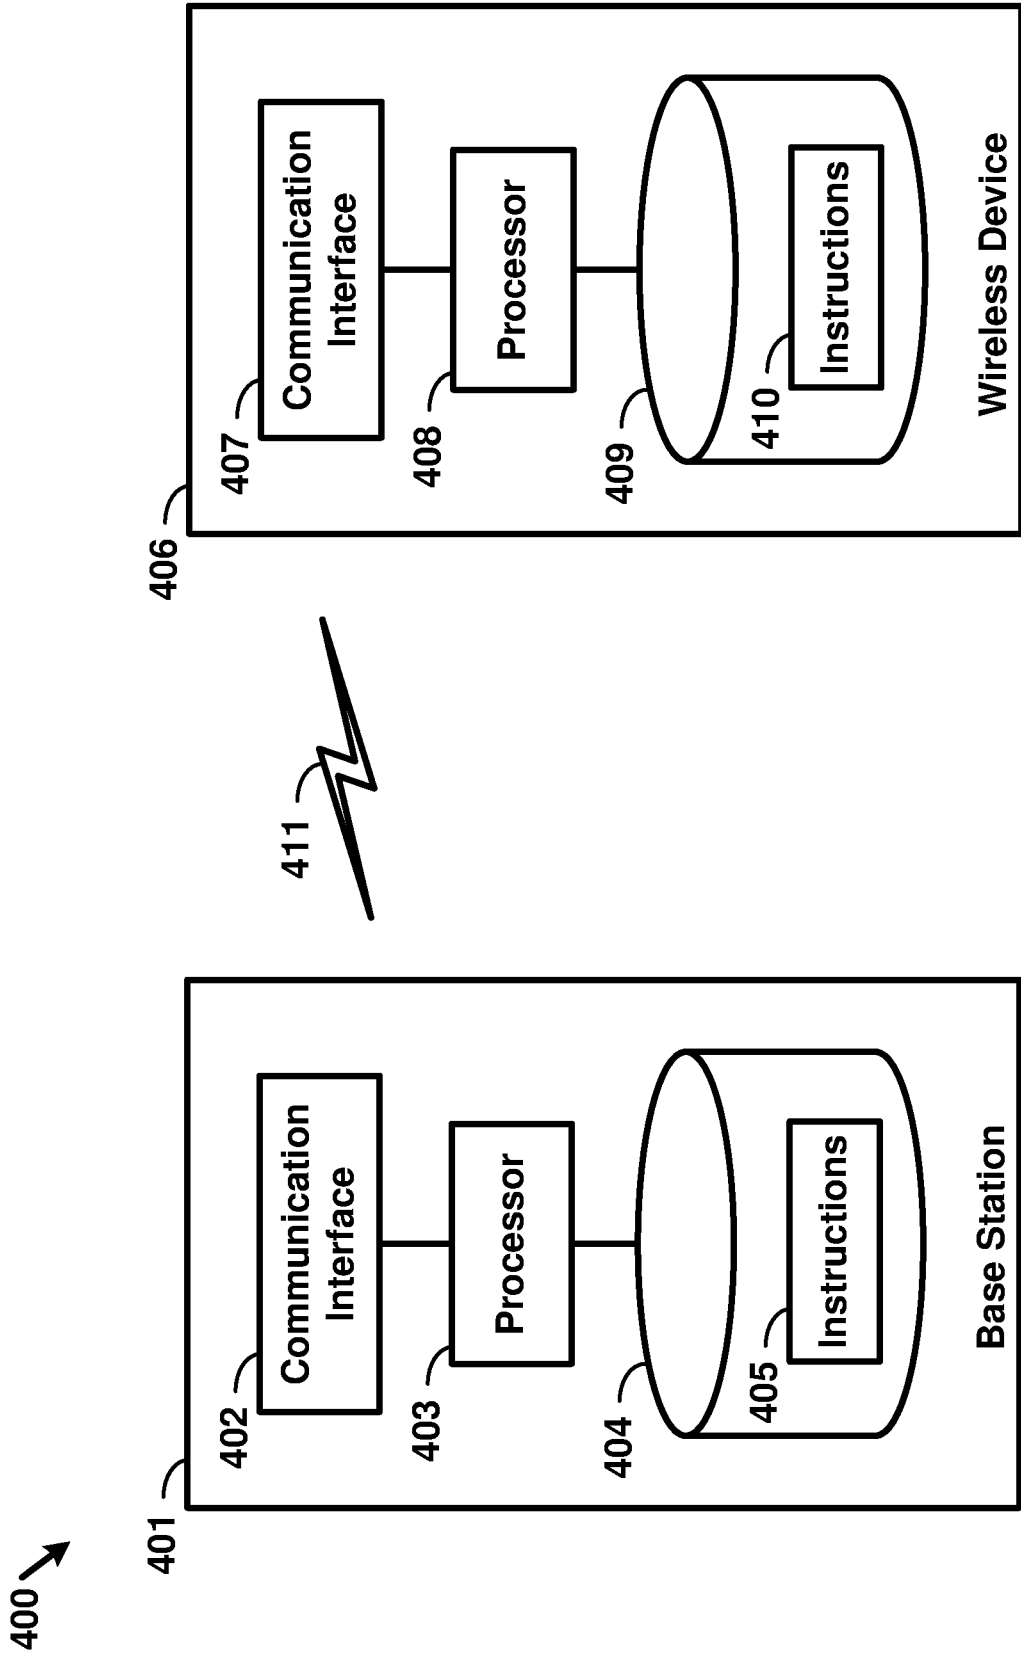 400
401
402
Communication
Interface
403
Processor
404
405
Instructions
Base Station
411
406
407
Communication
Interface
408
Processor
409
410
Instructions
Wireless Device